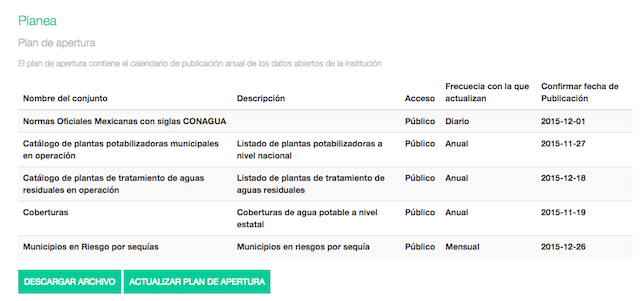 Planea
Plan de apertura
El plan de apertura contiene el calendario de publicación anual de los datos abiertos de la institución
Nombre del conjunto Descripción Acceso Frecuecia con la que actualizan Confirmar fecha de Publicación
Normas Oficiales Mexicanas con siglas CONAGUA Público Diario 2015-12-01
Catálogo de plantas potabilizadoras municipales en operación Listado de plantas potabilizadoras a nivel nacional Público Anual 2015-11-27
Catálogo de plantas de tratamiento de aguas residuales en operación Listado de plantas de tratamiento de aguas residuales Público Anual 2015-12-18
Coberturas Coberturas de agua potable a nivel estatal Público Anual 2015-11-19
Municipios en Riesgo por sequías Municipios en riesgos por sequía Público Mensual 2015-12-26
DESCARGAR ARCHIVO ACTUALIZAR PLAN DE APERTURA